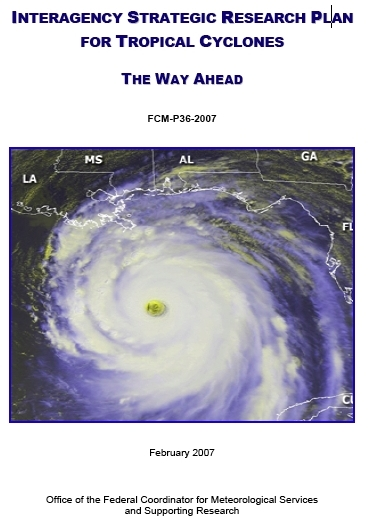 INTERAGENCY STRATEGIC RESEARCH PLAN
FOR TROPICAL CYCLONES
THE WAY AHEAD
FCM-P36-2007
MS AL GA
LA
FL
CU
February 2007
Office of the Federal Coordinator for Meteorological Services
and Supporting Research